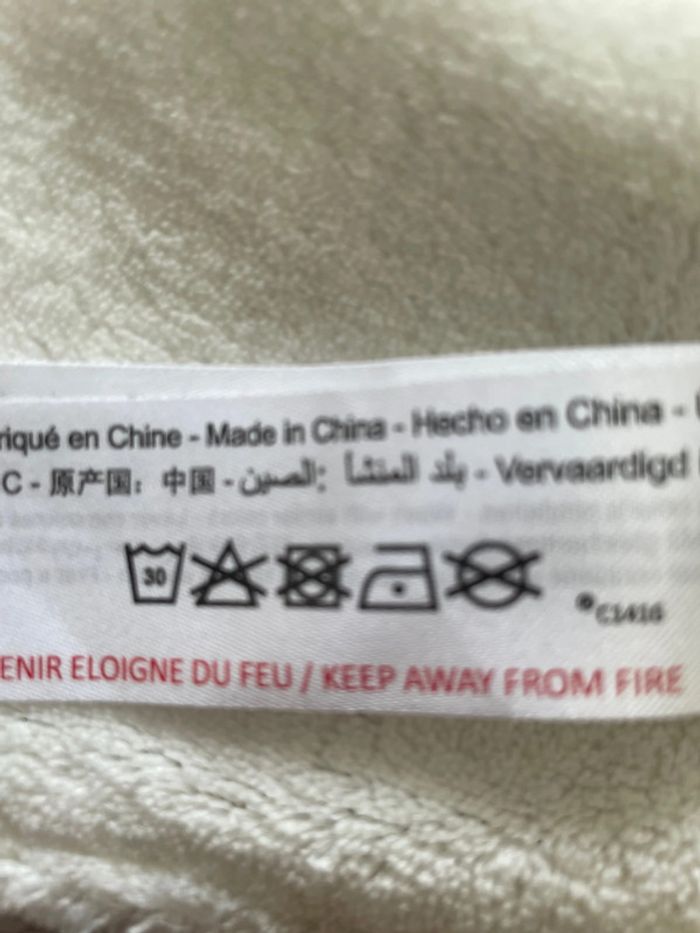 riqué en Chine - Made in China - Hecho en China -
C - 原产国：中国 - بلد المنشأ :الصين - Vervaardigd
30
C1416
ENIR ELOIGNE DU FEU / KEEP AWAY FROM FIRE